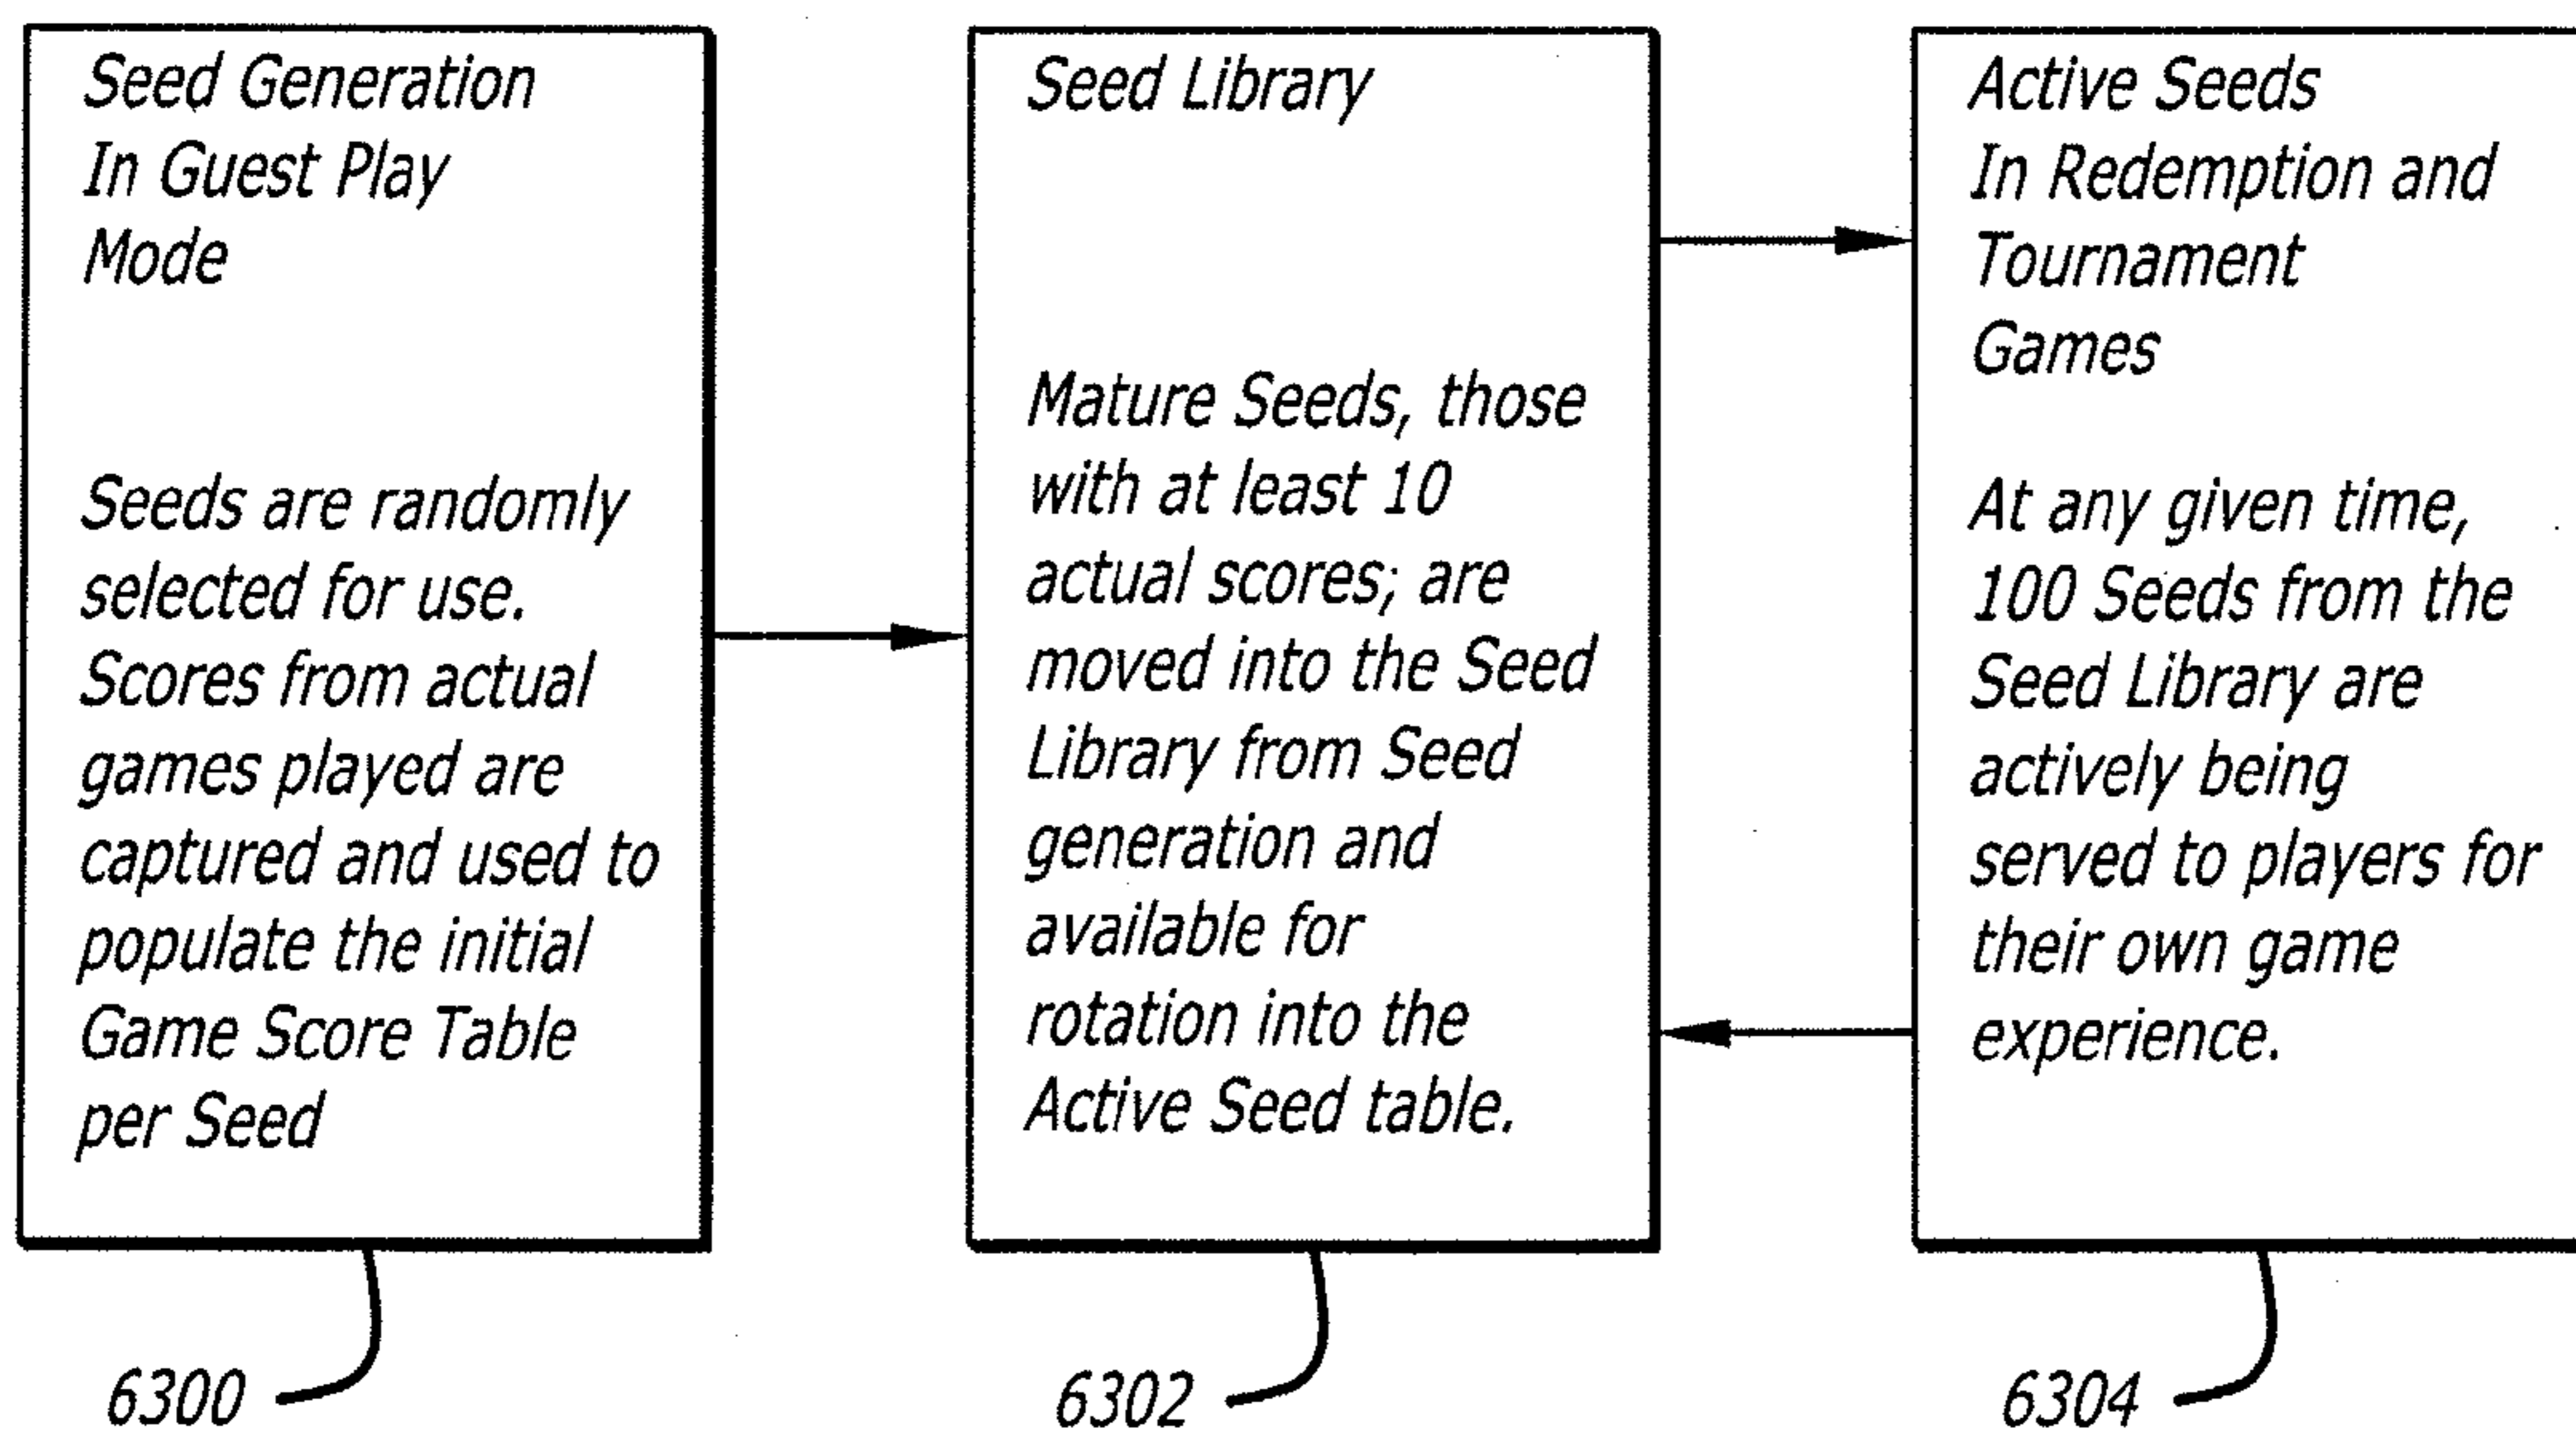 Seed Generation
In Guest Play
Mode
Seeds are randomly
selected for use.
Scores from actual
games played are
captured and used to
populate the initial
Game Score Table
per Seed
6300
Seed Library
Mature Seeds, those
with at least 10
actual scores; are
moved into the Seed
Library from Seed
generation and
available for
rotation into the
Active Seed table.
6302
Active Seeds
In Redemption and
Tournament
Games
At any given time,
100 Seeds from the
Seed Library are
actively being
served to players for
their own game
experience.
6304